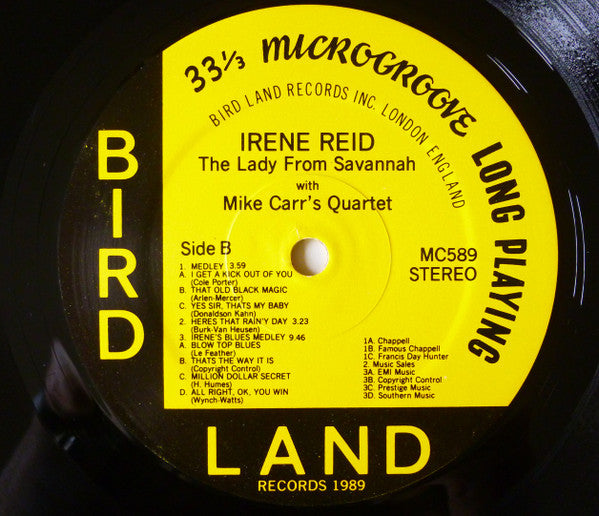 33⅓ MICROGROOVE LONG PLAYING
BIRD LAND RECORDS INC. LONDON ENGLAND
BIRD
IRENE REID
The Lady From Savannah
with
Mike Carr's Quartet
Side B
MC589
STEREO
1. MEDLEY 3.59
A. I GET A KICK OUT OF YOU
(Cole Porter)
B. THAT OLD BLACK MAGIC
(Arlen-Mercer)
C. YES SIR, THATS MY BABY
(Donaldson Kahn)
2. HERES THAT RAIN'Y DAY 3.23
(Burk-Van Heusen)
3. IRENE'S BLUES MEDLEY 9.46
A. BLOW TOP BLUES
(Le Feather)
B. THATS THE WAY IT IS
(Copyright Control)
C. MILLION DOLLAR SECRET
(H. Humes)
D. ALL RIGHT, OK, YOU WIN
(Wynch-Watts)
1A. Chappell
1B. Famous Chappell
1C. Francis Day Hunter
2. Music Sales
3A. EMI Music
3B. Copyright Control
3C. Prestige Music
3D. Southern Music
LAND
RECORDS 1989